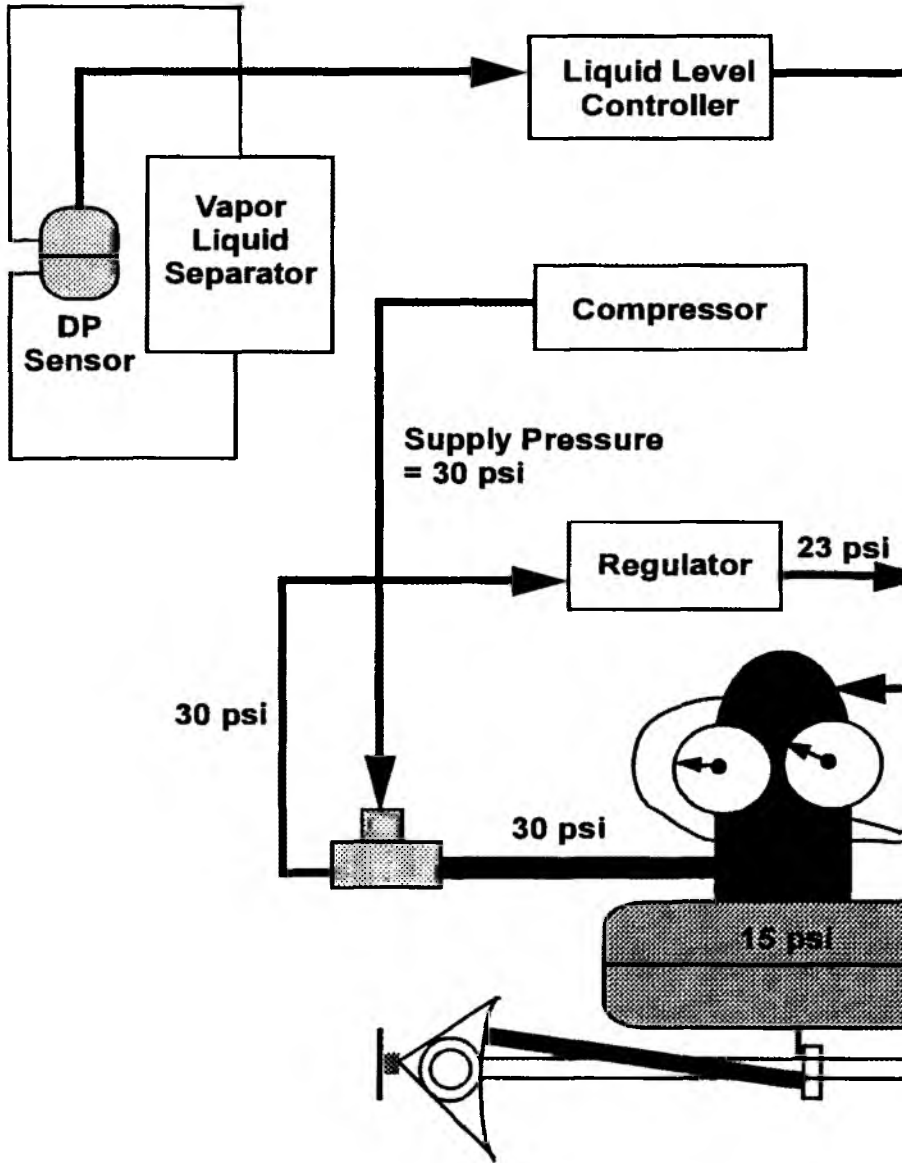 Liquid Level
Controller
Vapor
Liquid
Separator
DP
Sensor
Compressor
Supply Pressure
= 30 psi
Regulator
23 psi
30 psi
30 psi
15 psi